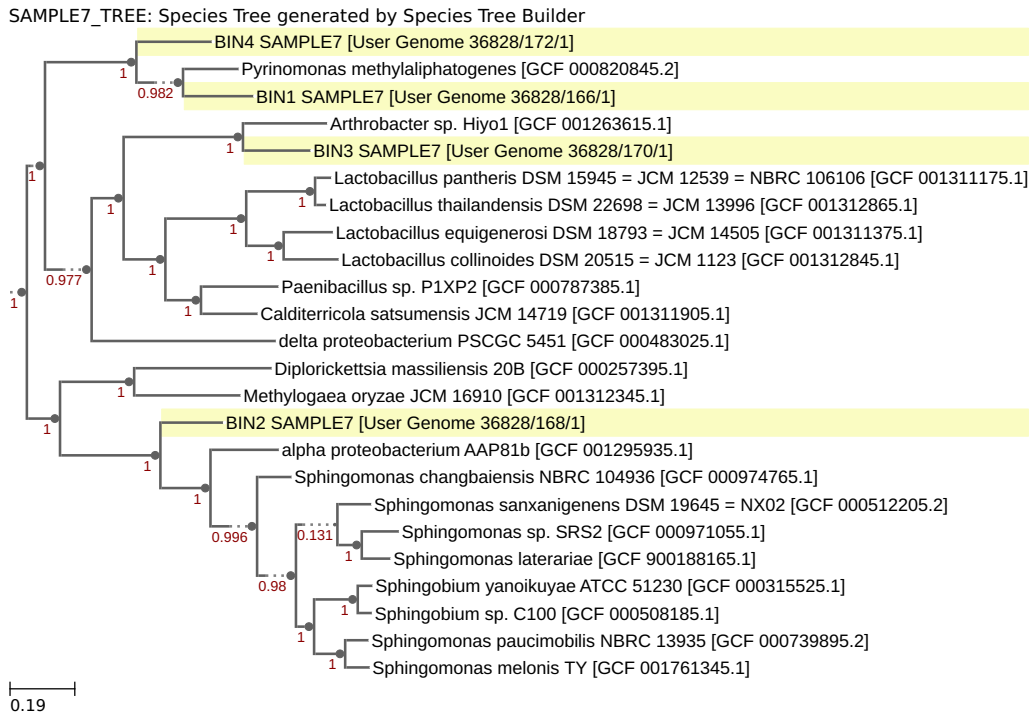 SAMPLE7_TREE: Species Tree generated by Species Tree Builder
BIN4 SAMPLE7 [User Genome 36828/172/1]
1
Pyrinomonas methylaliphatogenes [GCF 000820845.2]
0.982
BIN1 SAMPLE7 [User Genome 36828/166/1]
Arthrobacter sp. Hiyo1 [GCF 001263615.1]
1
BIN3 SAMPLE7 [User Genome 36828/170/1]
1
Lactobacillus pantheris DSM 15945 = JCM 12539 = NBRC 106106 [GCF 001311175.1]
1
1
Lactobacillus thailandensis DSM 22698 = JCM 13996 [GCF 001312865.1]
1
Lactobacillus equigenerosi DSM 18793 = JCM 14505 [GCF 001311375.1]
1
1
Lactobacillus collinoides DSM 20515 = JCM 1123 [GCF 001312845.1]
0.977
Paenibacillus sp. P1XP2 [GCF 000787385.1]
1
1
Calditerricola satsumensis JCM 14719 [GCF 001311905.1]
delta proteobacterium PSCGC 5451 [GCF 000483025.1]
Diplorickettsia massiliensis 20B [GCF 000257395.1]
1
Methylogaea oryzae JCM 16910 [GCF 001312345.1]
1
BIN2 SAMPLE7 [User Genome 36828/168/1]
1
alpha proteobacterium AAP81b [GCF 001295935.1]
Sphingomonas changbaiensis NBRC 104936 [GCF 000974765.1]
1
Sphingomonas sanxanigenens DSM 19645 = NX02 [GCF 000512205.2]
0.996
0.131
Sphingomonas sp. SRS2 [GCF 000971055.1]
1
Sphingomonas laterariae [GCF 900188165.1]
0.98
Sphingobium yanoikuyae ATCC 51230 [GCF 000315525.1]
1
Sphingobium sp. C100 [GCF 000508185.1]
1
Sphingomonas paucimobilis NBRC 13935 [GCF 000739895.2]
1
Sphingomonas melonis TY [GCF 001761345.1]
0.19